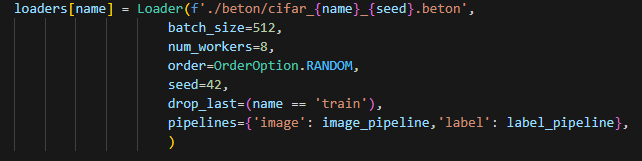 loaders[name] = Loader(f'./beton/cifar_{name}_{seed}.beton',
batch_size=512,
num_workers=8,
order=OrderOption.RANDOM,
seed=42,
drop_last=(name == 'train'),
pipelines={'image': image_pipeline,'label': label_pipeline},
)